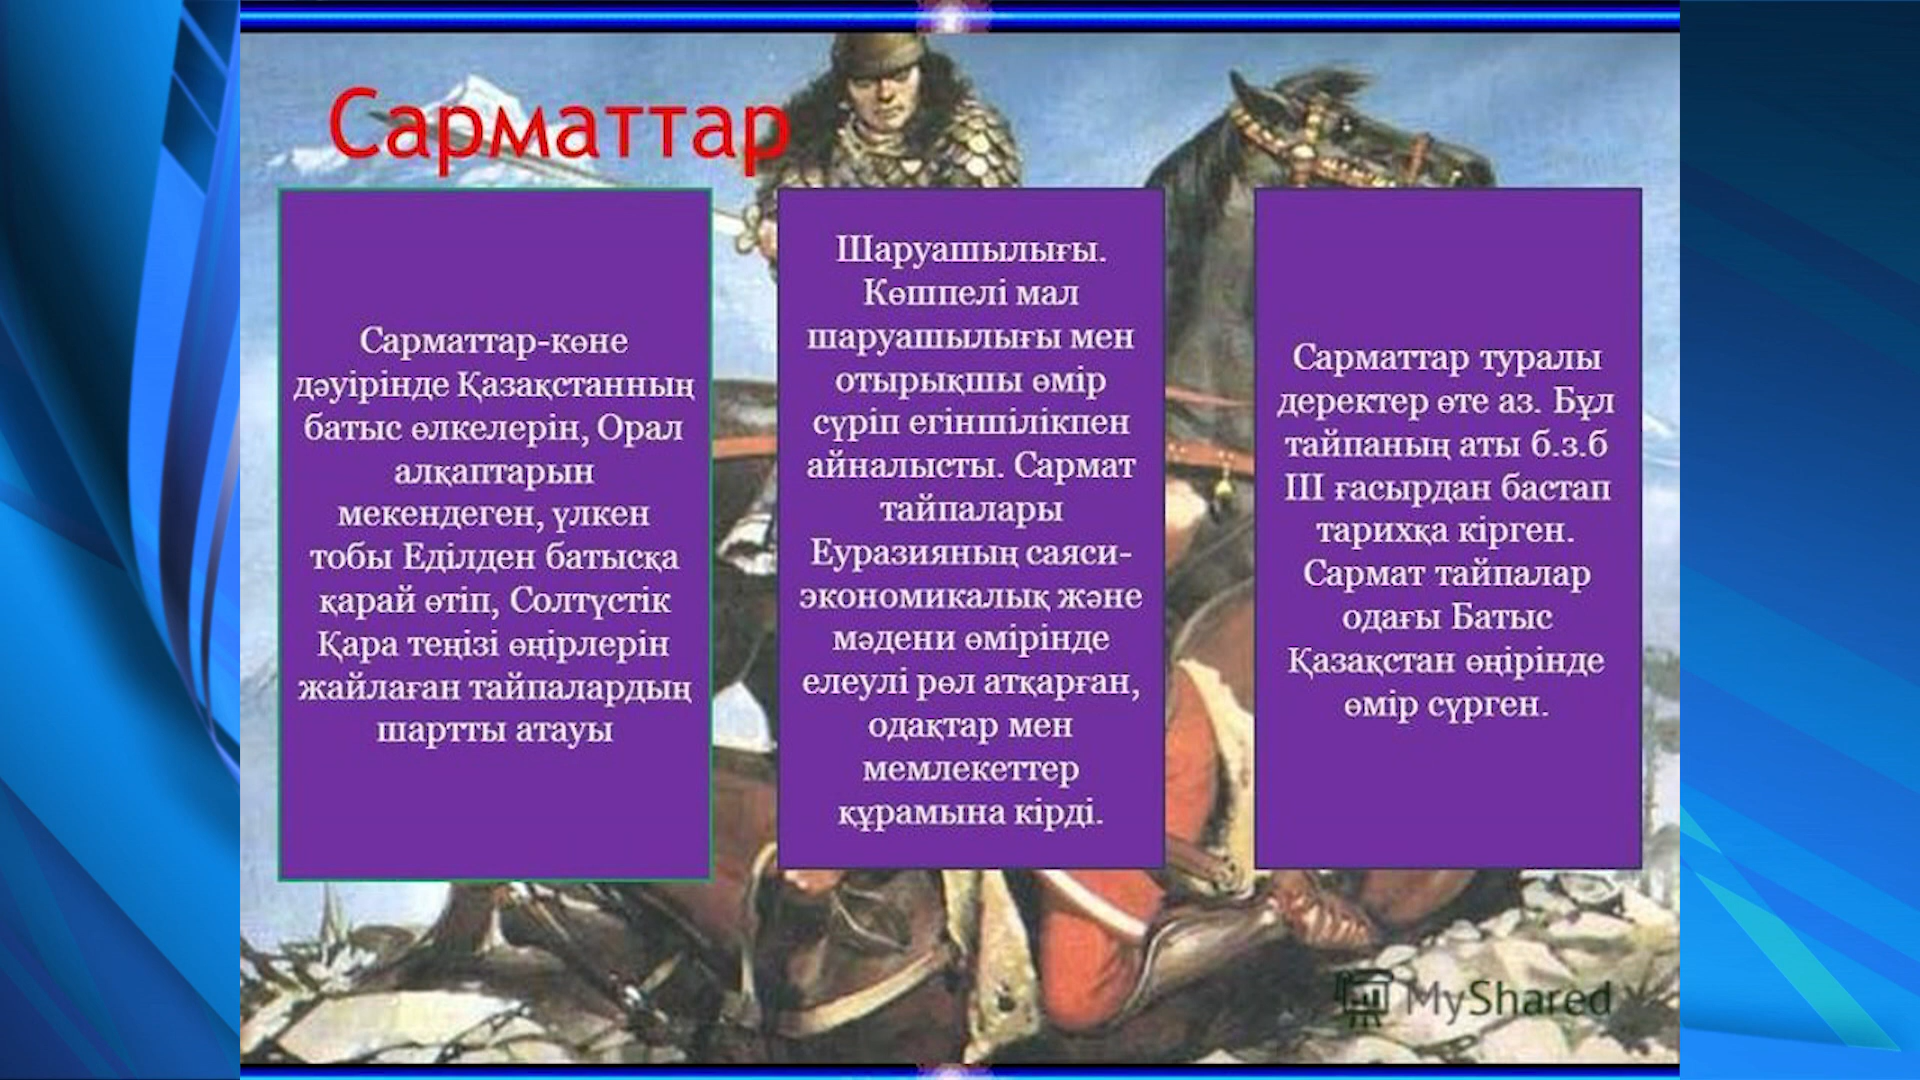 Сарматтар
Сарматтар-көне
дәуірінде Қазақстанның
батыс өлкелерін, Орал
алқаптарын
мекендеген, үлкен
тобы Еділден батысқа
қарай өтіп, Солтүстік
Қара теңізі өңірлерін
жайлаған тайпалардың
шартты атауы
Шаруашылығы.
Көшпелі мал
шаруашылығы мен
отырықшы өмір
сүріп егіншілікпен
айналысты. Сармат
тайпалары
Еуразияның саяси-
экономикалық және
мәдени өмірінде
елеулі рөл атқарған,
одақтар мен
мемлекеттер
құрамына кірді.
Сарматтар туралы
деректер өте аз. Бұл
тайпаның аты б.з.б
III ғасырдан бастап
тарихқа кірген.
Сармат тайпалар
одағы Батыс
Қазақстан өңірінде
өмір сүрген.
MyShared